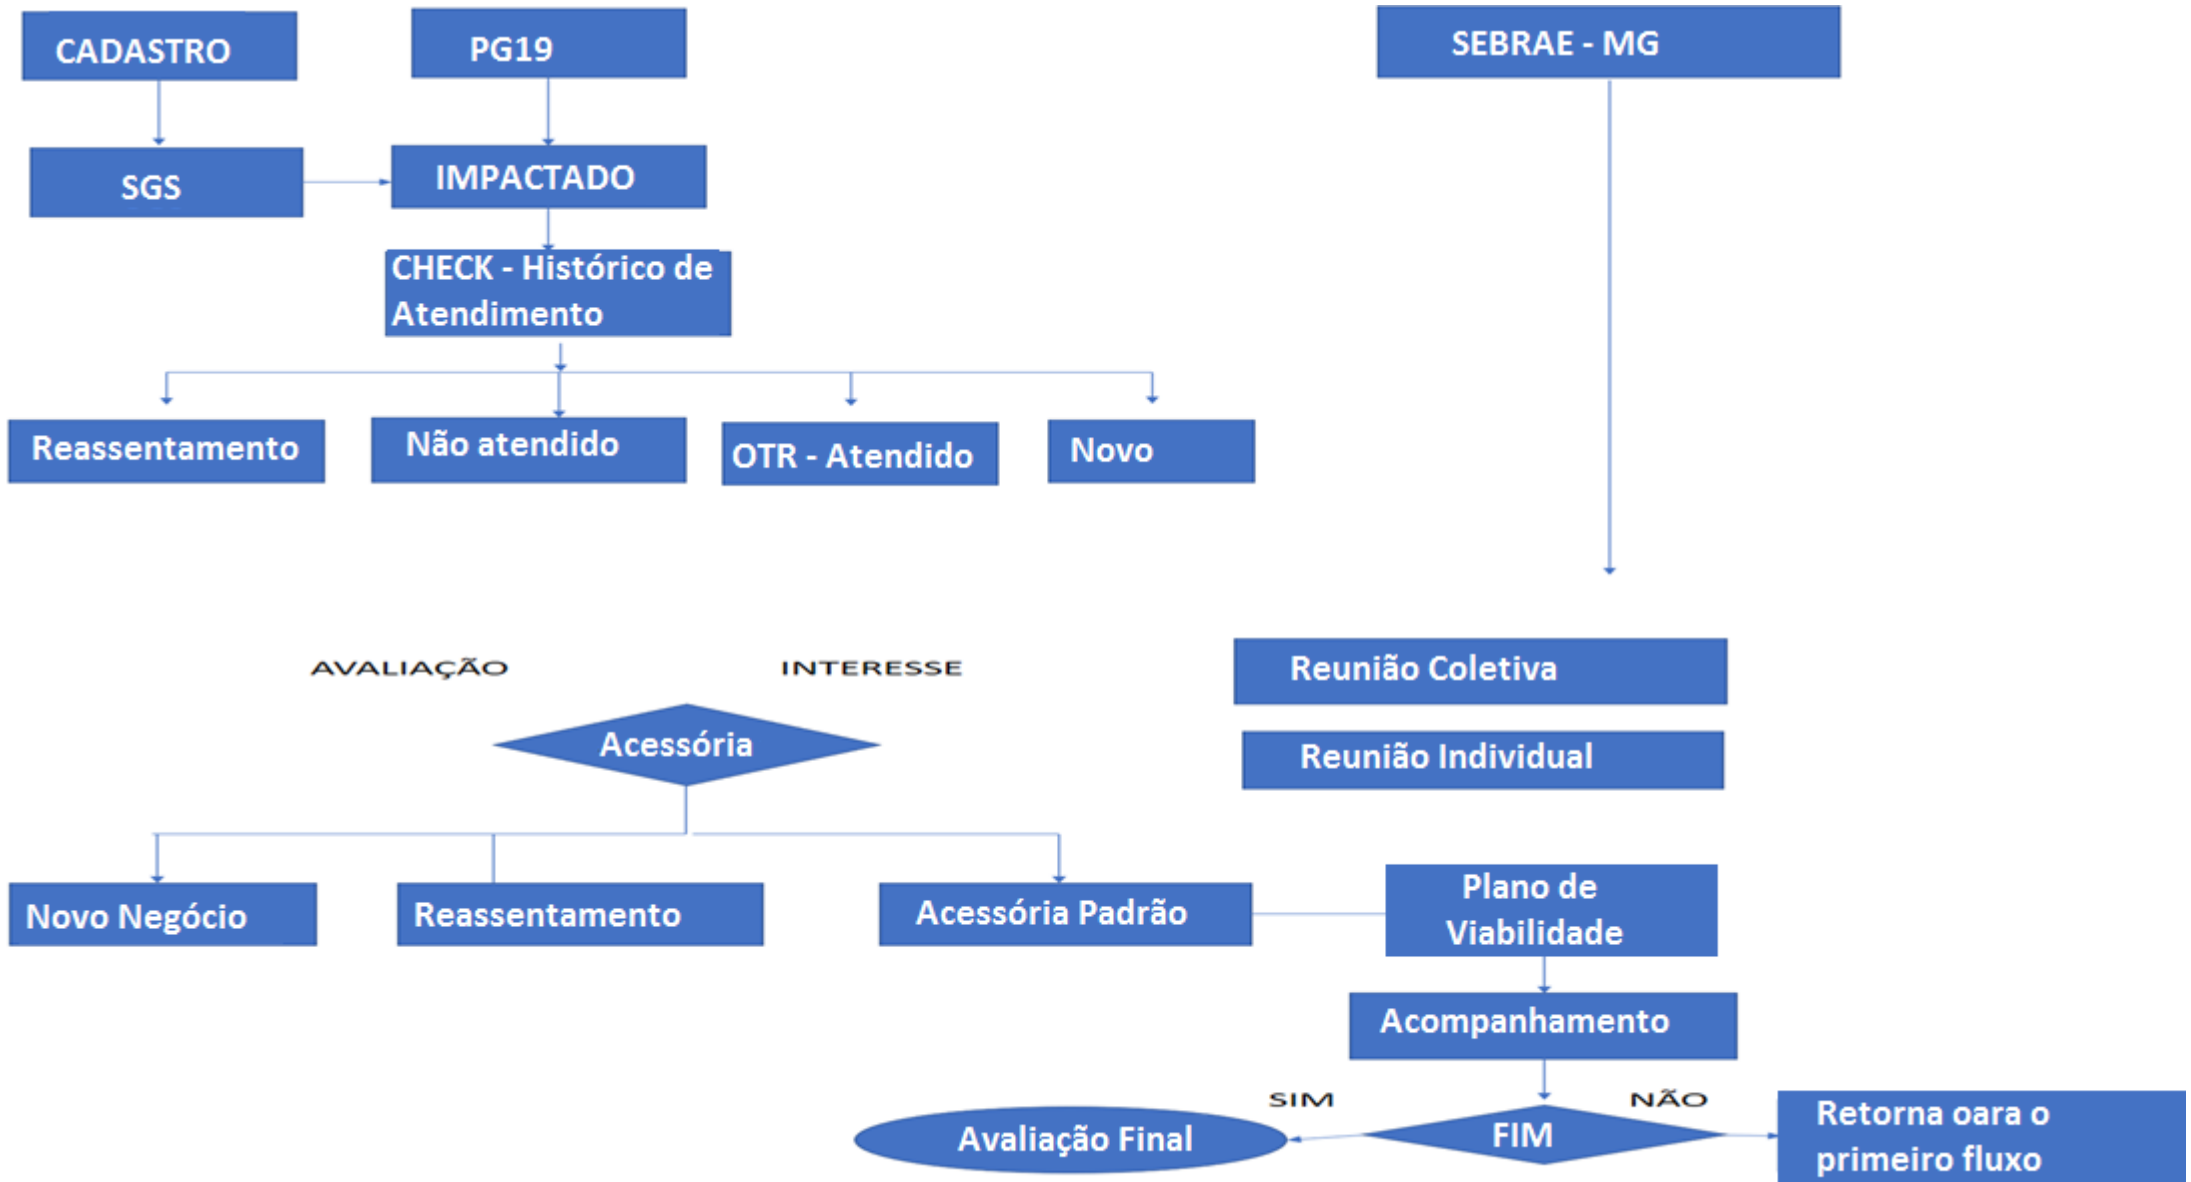 CADASTRO
PG19
SEBRAE - MG
SGS
IMPACTADO
CHECK - Histórico de
Atendimento
Reassentamento
Não atendido
OTR - Atendido
Novo
AVALIAÇÃO
INTERESSE
Reunião Coletiva
Acessória
Reunião Individual
Novo Negócio
Reassentamento
Acessória Padrão
Plano de
Viabilidade
Acompanhamento
SIM
NÃO
Avaliação Final
FIM
Retorna oara o
primeiro fluxo